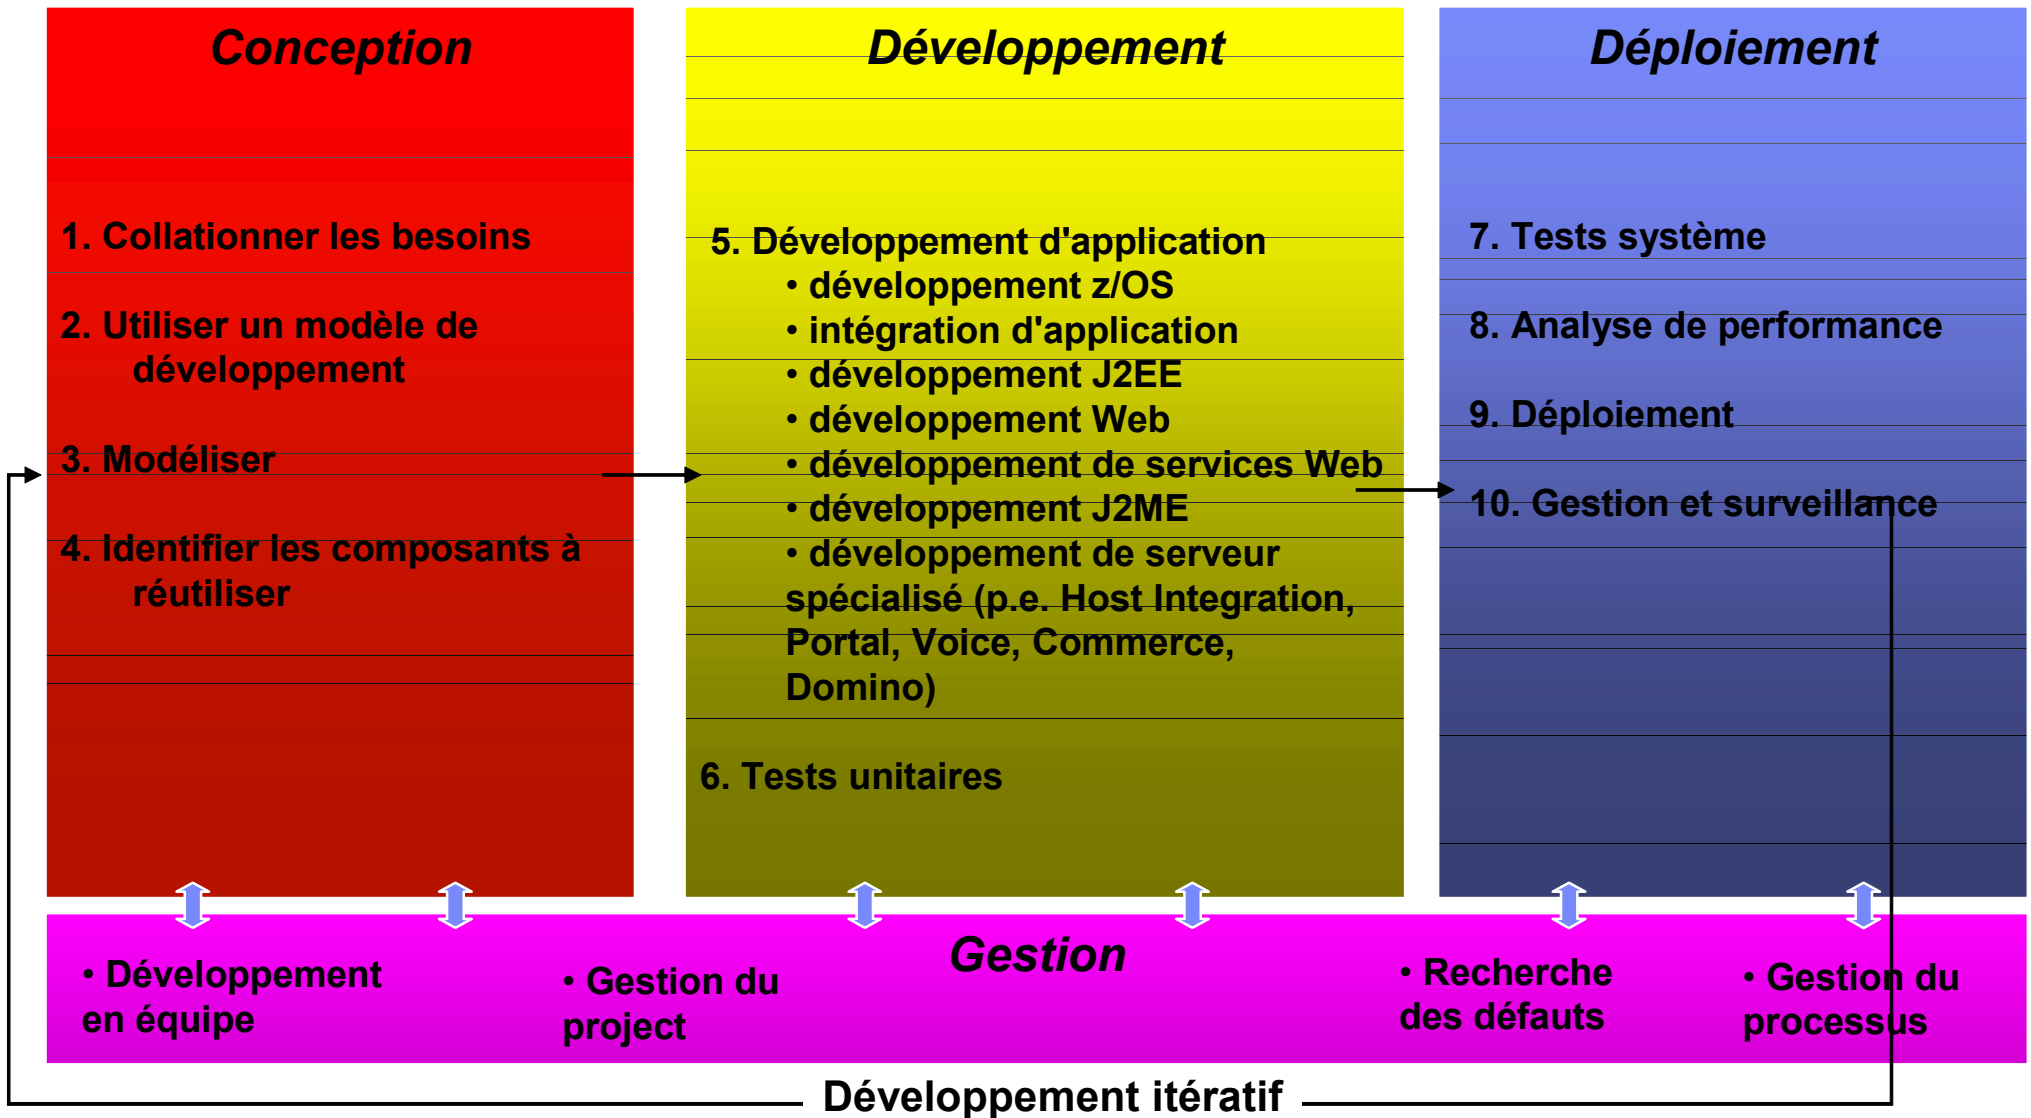 Conception
1. Collationner les besoins
2. Utiliser un modèle de
développement
3. Modéliser
4. Identifier les composants à
réutiliser
Développement
5. Développement d'application
• développement z/OS
• intégration d'application
• développement J2EE
• développement Web
• développement de services Web
• développement J2ME
• développement de serveur
spécialisé (p.e. Host Integration,
Portal, Voice, Commerce,
Domino)
6. Tests unitaires
Déploiement
7. Tests système
8. Analyse de performance
9. Déploiement
10. Gestion et surveillance
Gestion
• Développement
en équipe
• Gestion du
project
• Recherche
des défauts
• Gestion du
processus
Développement itératif